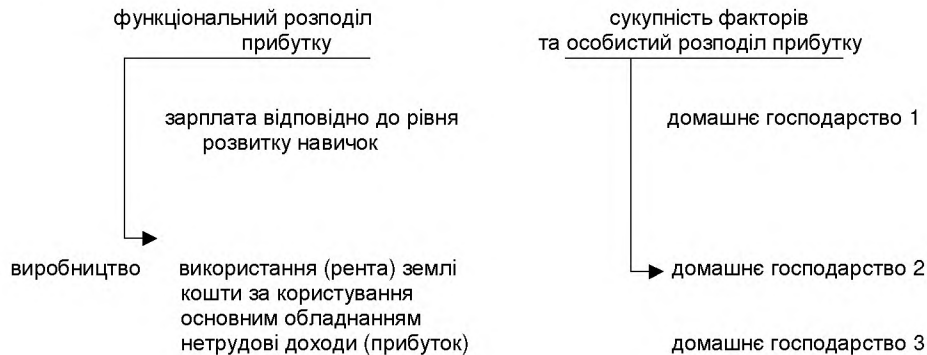 функціональний розподіл
прибутку
сукупність факторів
та особистий розподіл прибутку
зарплата відповідно до рівня
розвитку навичок
домашнє господарство 1
виробництво
використання (рента) землі
кошти за користування
основним обладнанням
нетрудові доходи (прибуток)
домашнє господарство 2
домашнє господарство 3